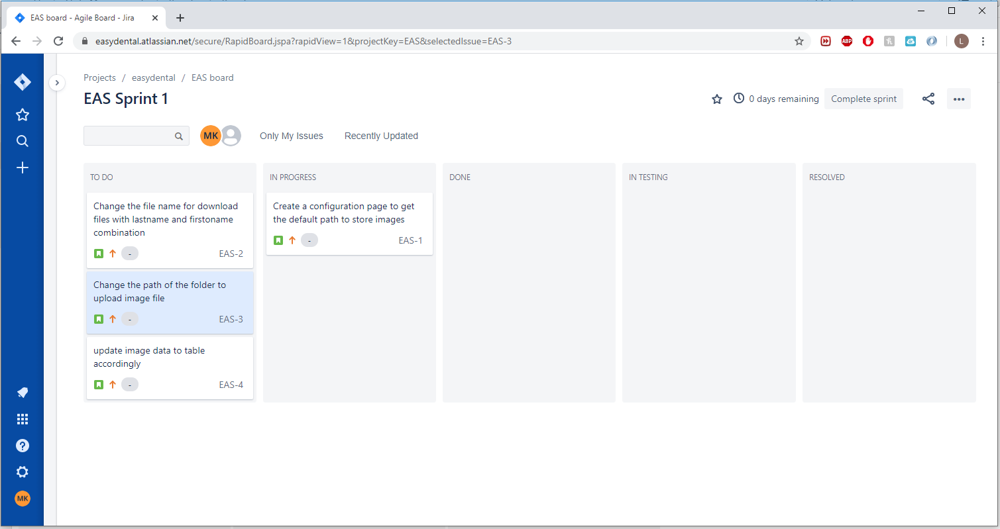 EAS board - Agile Board - Jira
easydental.atlassian.net/secure/RapidBoard.jspa?rapidView=1&projectKey=EAS&selectedIssue=EAS-3
ABP
L
Projects / easydental / EAS board
EAS Sprint 1
0 days remaining
Complete sprint
MK
Only My Issues
Recently Updated
TO DO
Change the file name for download
files with lastname and firstoname
combination
-
EAS-2
Change the path of the folder to
upload image file
-
EAS-3
update image data to table
accordingly
-
EAS-4
IN PROGRESS
Create a configuration page to get
the default path to store images
-
EAS-1
DONE
IN TESTING
RESOLVED
MK